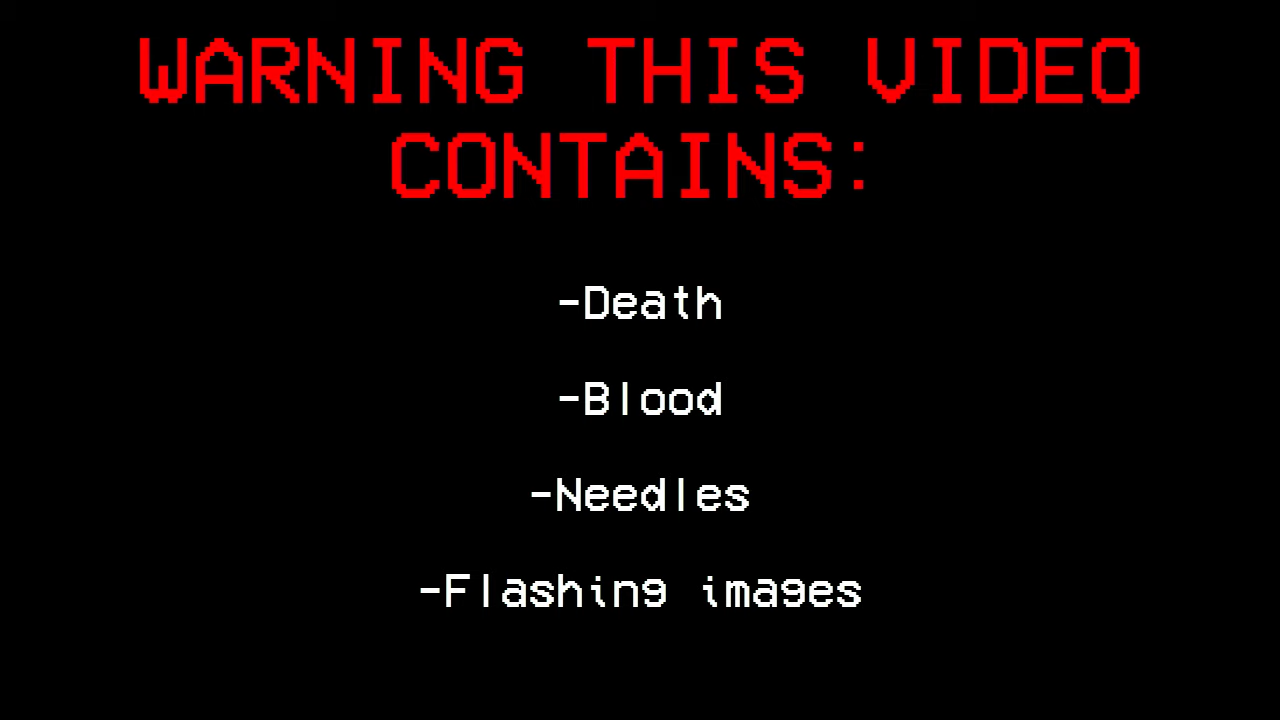 WARNING THIS VIDEO
CONTAINS:
-Death
-Blood
-Needles
-Flashing images